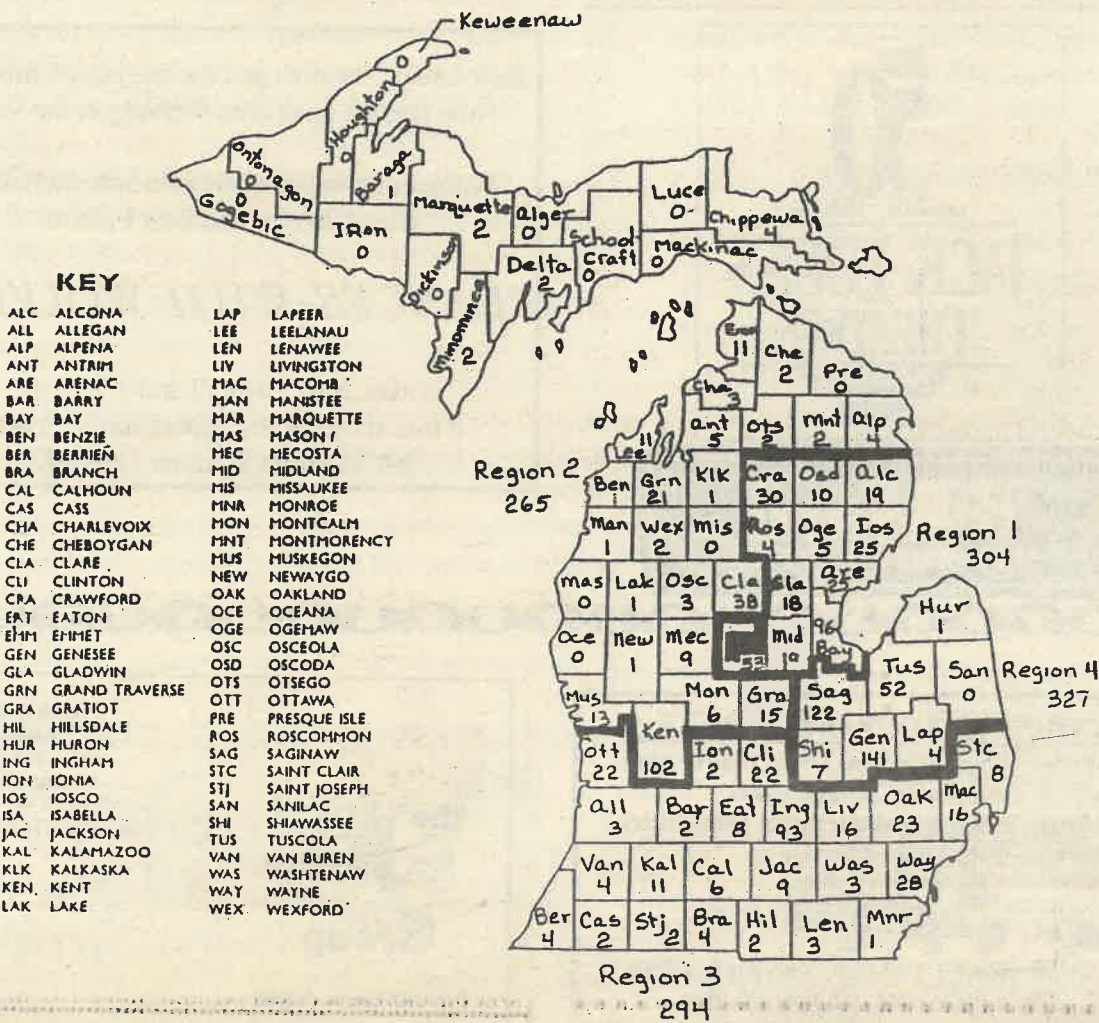 Keweenaw
0
Houghton
0
Ontonagon
0
Baraga
1
0
Gogebic
IRon
0
Marquette
2
Alger
0
Luce
0
Chippewa
4
School
Craft
0
Mackinac
0
Dickinson
0
Delta
2
Minominee
2
KEY
ALC ALCONA
ALL ALLEGAN
ALP ALPENA
ANT ANTRIM
ARE ARENAC
BAR BARRY
BAY BAY
BEN BENZIE
BER BERRIEN
BRA BRANCH
CAL CALHOUN
CAS CASS
CHA CHARLEVOIX
CHE CHEBOYGAN
CLA CLARE
CLI CLINTON
CRA CRAWFORD
EAT EATON
EMM EMMET
GEN GENESEE
GLA GLADWIN
GRN GRAND TRAVERSE
GRA GRATIOT
HIL HILLSDALE
HUR HURON
ING INGHAM
ION IONIA
IOS IOSCO
ISA ISABELLA
JAC JACKSON
KAL KALAMAZOO
KLK KALKASKA
KEN KENT
LAK LAKE
LAP LAPEER
LEE LEELANAU
LEN LENAWEE
LIV LIVINGSTON
MAC MACOMB
MAN MANISTEE
MAR MARQUETTE
MAS MASON
MEC MECOSTA
MID MIDLAND
MIS MISSAUKEE
MNR MONROE
MON MONTCALM
MNT MONTMORENCY
MUS MUSKEGON
NEW NEWAYGO
OAK OAKLAND
OCE OCEANA
OGE OGEMAW
OSC OSCEOLA
OSD OSCODA
OTS OTSEGO
OTT OTTAWA
PRE PRESQUE ISLE
ROS ROSCOMMON
SAG SAGINAW
STC SAINT CLAIR
STJ SAINT JOSEPH
SAN SANILAC
SHI SHIAWASSEE
TUS TUSCOLA
VAN VAN BUREN
WAS WASHTENAW
WAY WAYNE
WEX WEXFORD
11
Che
2
Pre
0
Cha
3
Ant
5
Ots
2
Mnt
2
Alp
4
11
Lee
Region 2
265
Ben
1
Grn
21
Klk
1
Cra
30
Osd
10
Alc
19
Man
1
Wex
2
Mis
0
Ros
4
Oge
5
Ios
25
Region 1
304
Mas
0
Lak
1
Osc
3
Cla
38
Gla
18
Are
Hur
1
Oce
0
New
1
Mec
9
Mid
19
96
Bay
Tus
52
San
0
Region 4
327
Mus
13
Mon
6
Gra
15
Sag
122
Ott
22
Ken
102
Ion
2
Cli
22
Shi
7
Gen
141
Lap
4
Stc
8
All
3
Bar
2
Eat
8
Ing
93
Liv
16
Oak
23
Mac
16
Van
4
Kal
11
Cal
6
Jac
9
Was
3
Way
28
Ber
4
Cas
2
Stj
2
Bra
4
Hil
2
Len
3
Mnr
1
Region 3
294